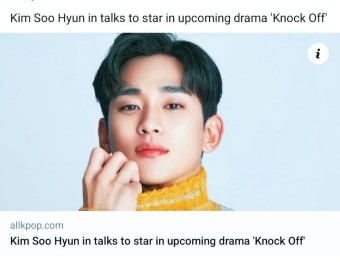 Kim Soo Hyun in talks to star in upcoming drama 'Knock Off'
i
allkpop.com
Kim Soo Hyun in talks to star in upcoming drama 'Knock Off'